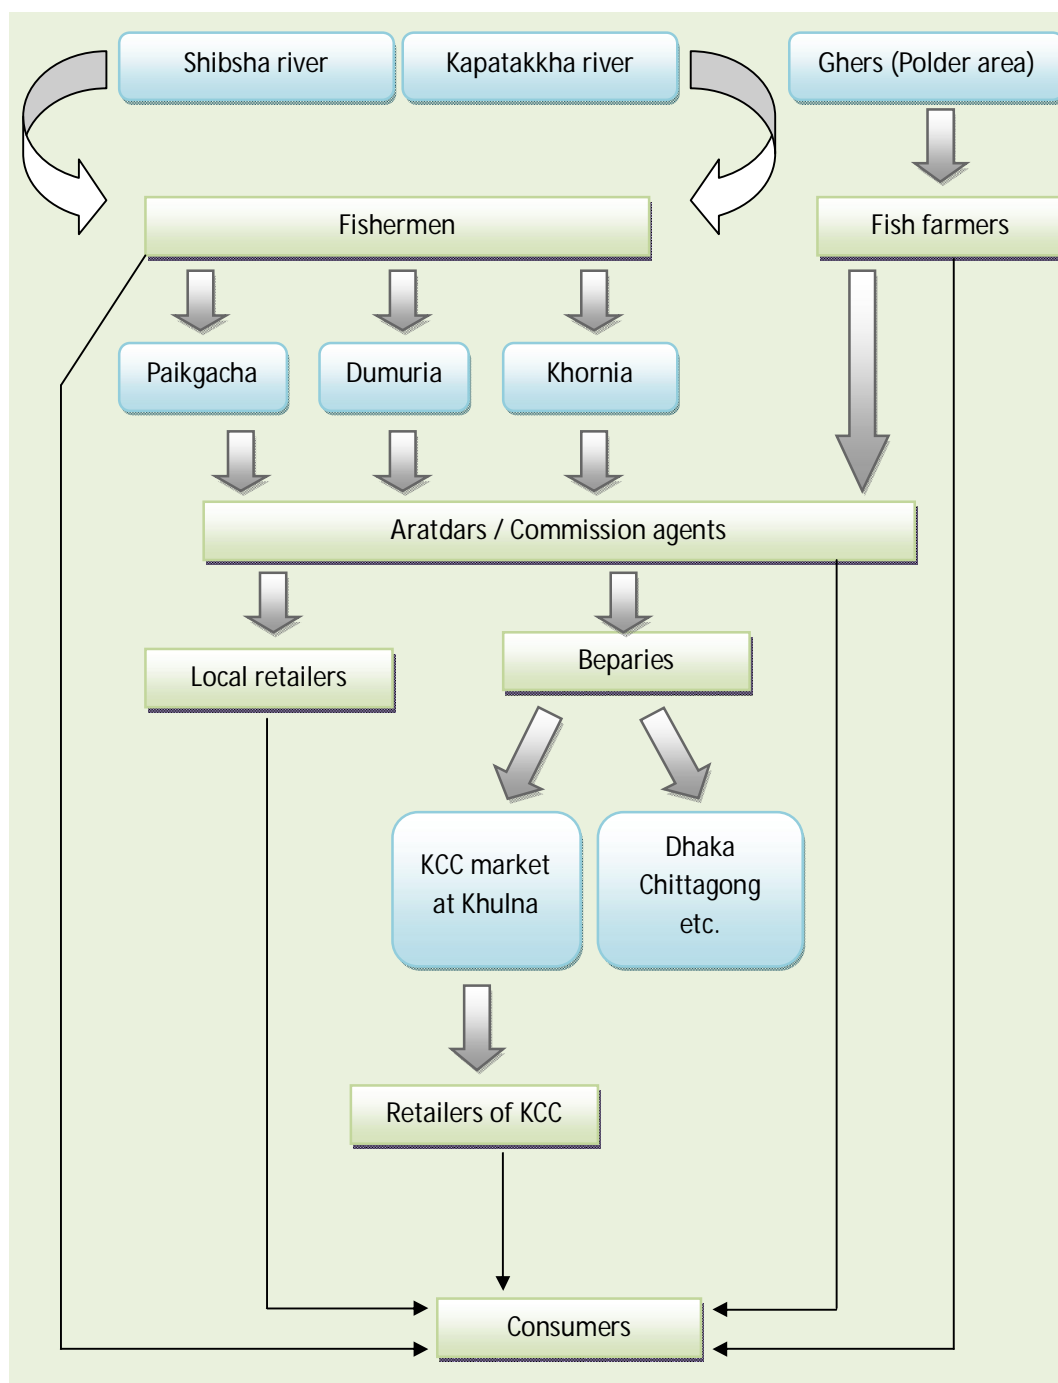 Shibsha river
Kapatakkha river
Ghers (Polder area)
Fishermen
Fish farmers
Paikgacha
Dumuria
Khornia
Aratdars / Commission agents
Local retailers
Beparies
KCC market
at Khulna
Dhaka
Chittagong
etc.
Retailers of KCC
Consumers